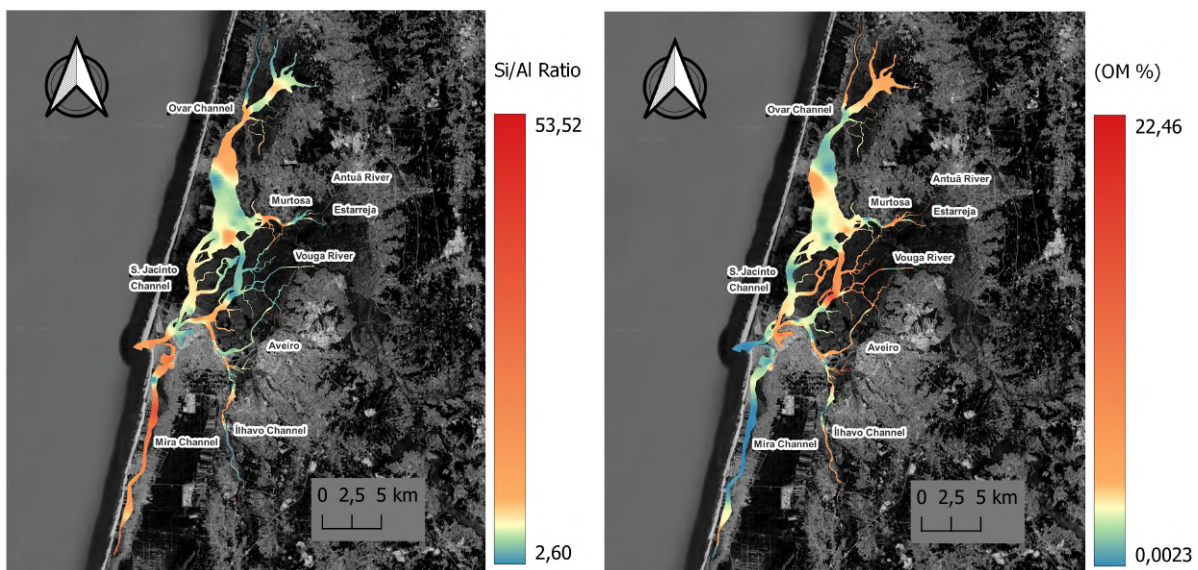 Si/Al Ratio
53,52
2,60
Ovar Channel
Antuã River
Murtosa
Estarreja
Vouga River
S. Jacinto
Channel
Aveiro
Mira Channel
Ílhavo Channel
0 2,5 5 km
(OM %)
22,46
0,0023
Ovar Channel
Antuã River
Murtosa
Estarreja
Vouga River
S. Jacinto
Channel
Aveiro
Mira Channel
Ílhavo Channel
0 2,5 5 km